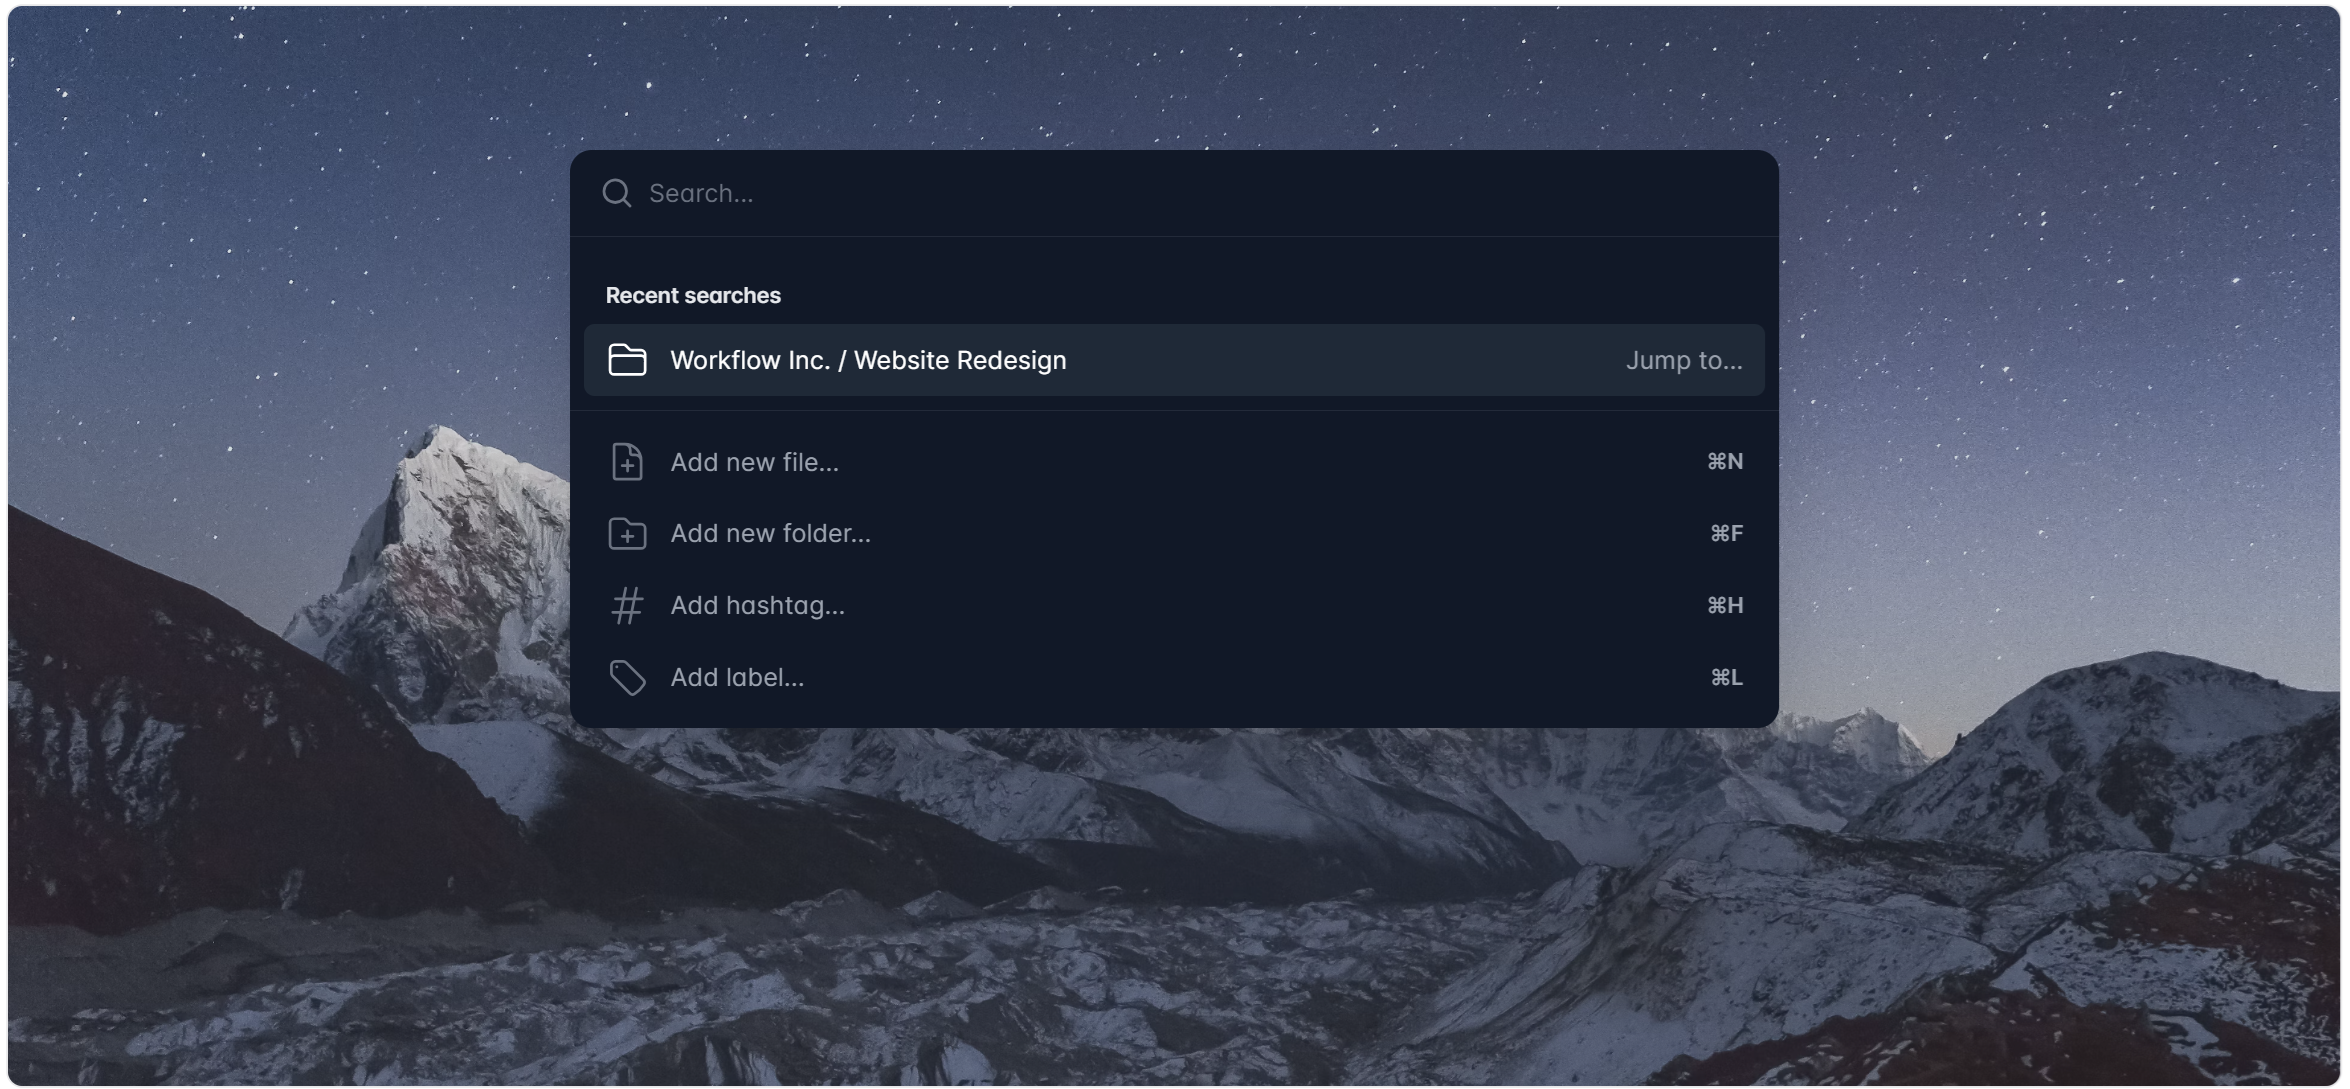 Search...
Recent searches
Workflow Inc. / Website Redesign Jump to...
Add new file... ⌘N
Add new folder... ⌘F
Add hashtag... ⌘H
Add label... ⌘L